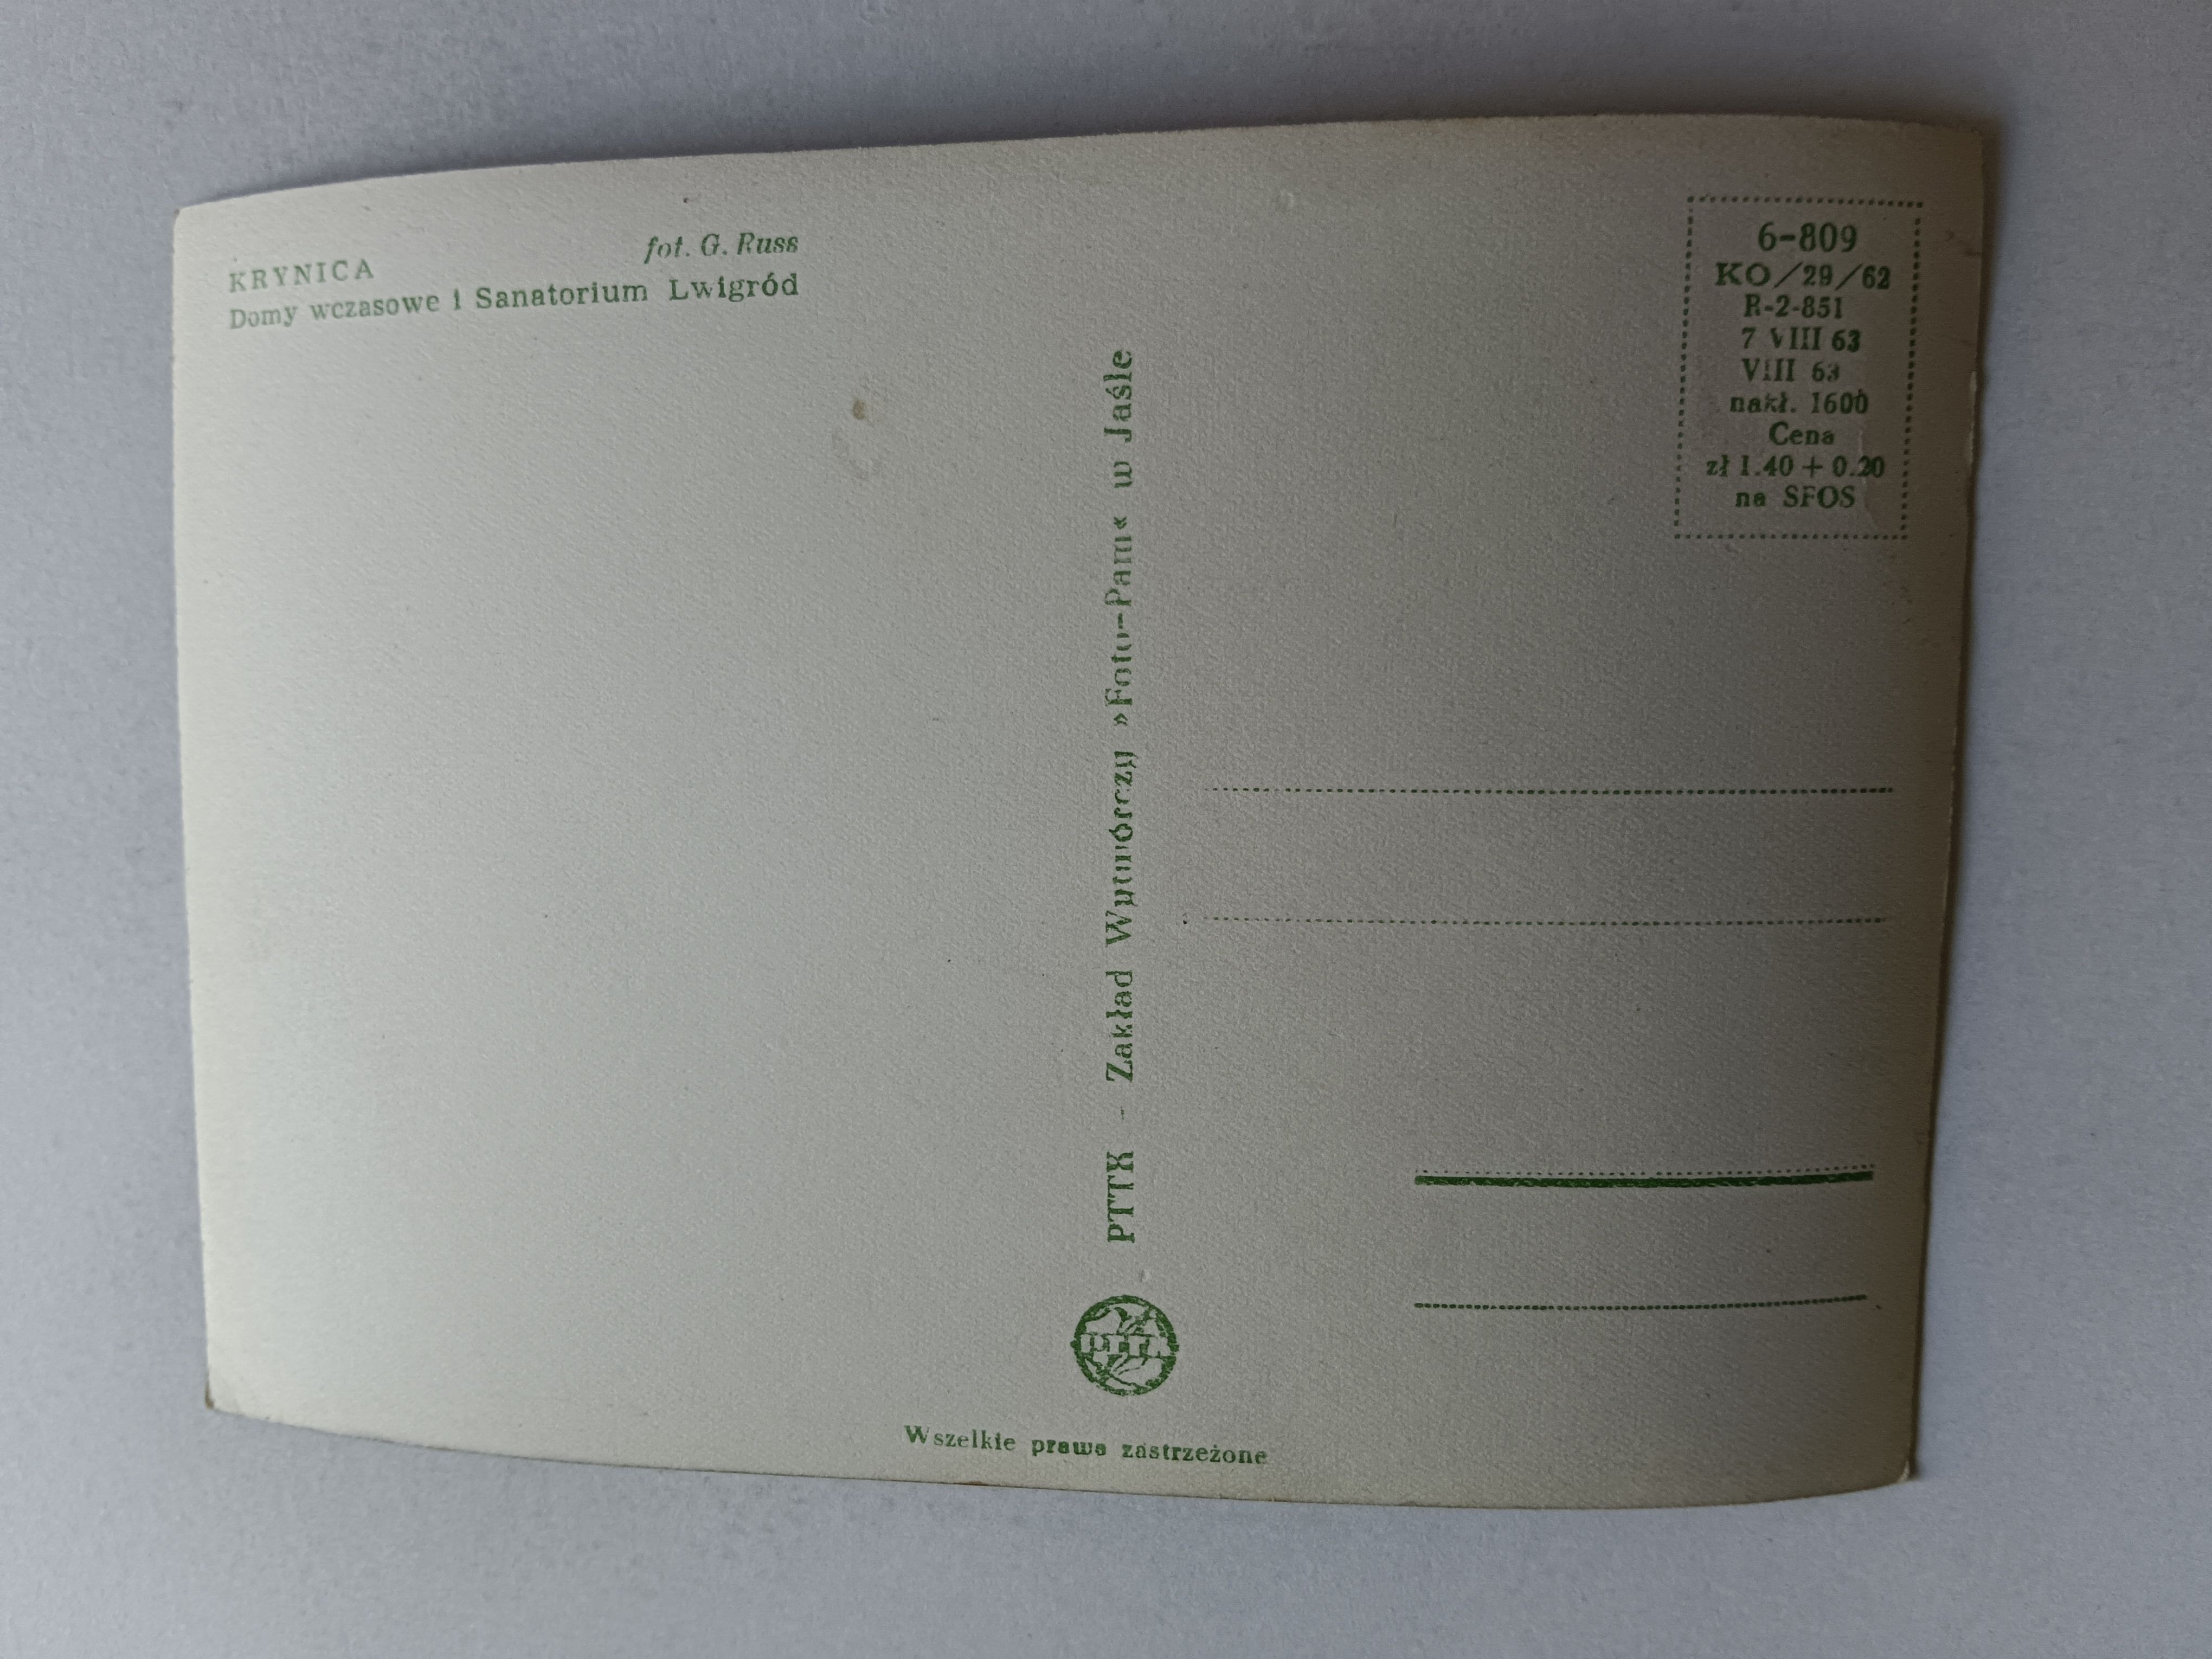 KRYNICA
fot. G. Russ
Domy wczasowe i Sanatorium Lwigród
6-809
KO/29/62
R-2-851
7 VIII 63
VIII 63
nakł. 1600
Cena
zł 1.40 + 0.20
na SFOS
PTTK - Zakład Wytwórczy »Foto-Pam« w Jaśle
PTTK
Wszelkie prawa zastrzeżone